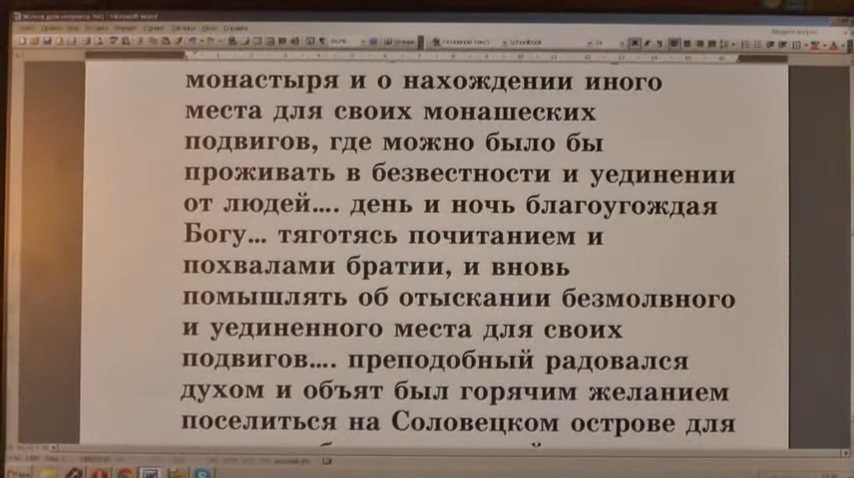 Microsoft Word
монастыря и о нахождении иного
места для своих монашеских
подвигов, где можно было бы
проживать в безвестности и уединении
от людей.... день и ночь благоугождая
Богу... тяготясь почитанием и
похвалами братии, и вновь
помышлять об отыскании безмолвного
и уединенного места для своих
подвигов.... преподобный радовался
духом и объят был горячим желанием
поселиться на Соловецком острове для